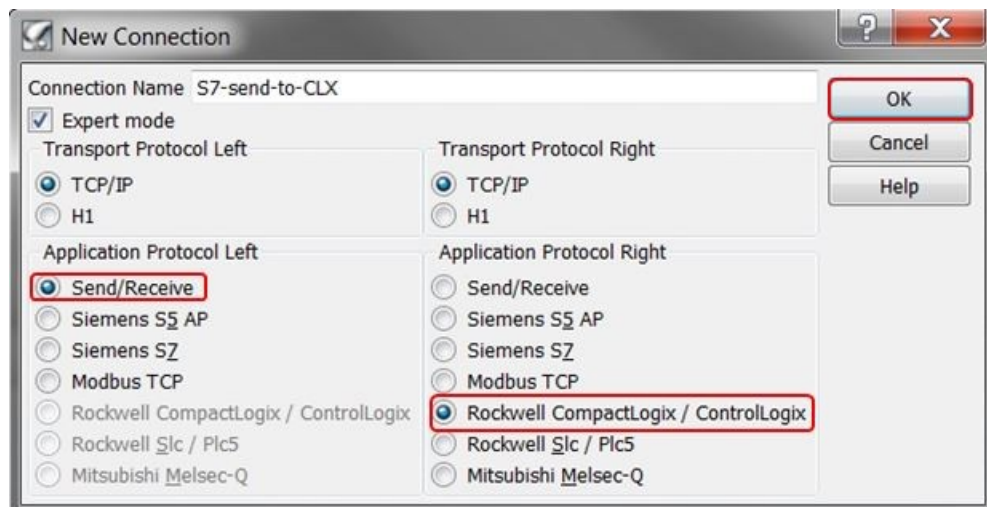 New Connection
?
X
Connection Name S7-send-to-CLX
OK
Expert mode
Cancel
Transport Protocol Left
Transport Protocol Right
TCP/IP
TCP/IP
Help
H1
H1
Application Protocol Left
Application Protocol Right
Send/Receive
Send/Receive
Siemens S5 AP
Siemens S5 AP
Siemens S7
Siemens S7
Modbus TCP
Modbus TCP
Rockwell CompactLogix / ControlLogix
Rockwell CompactLogix / ControlLogix
Rockwell Slc / Plc5
Rockwell Slc / Plc5
Mitsubishi Melsec-Q
Mitsubishi Melsec-Q